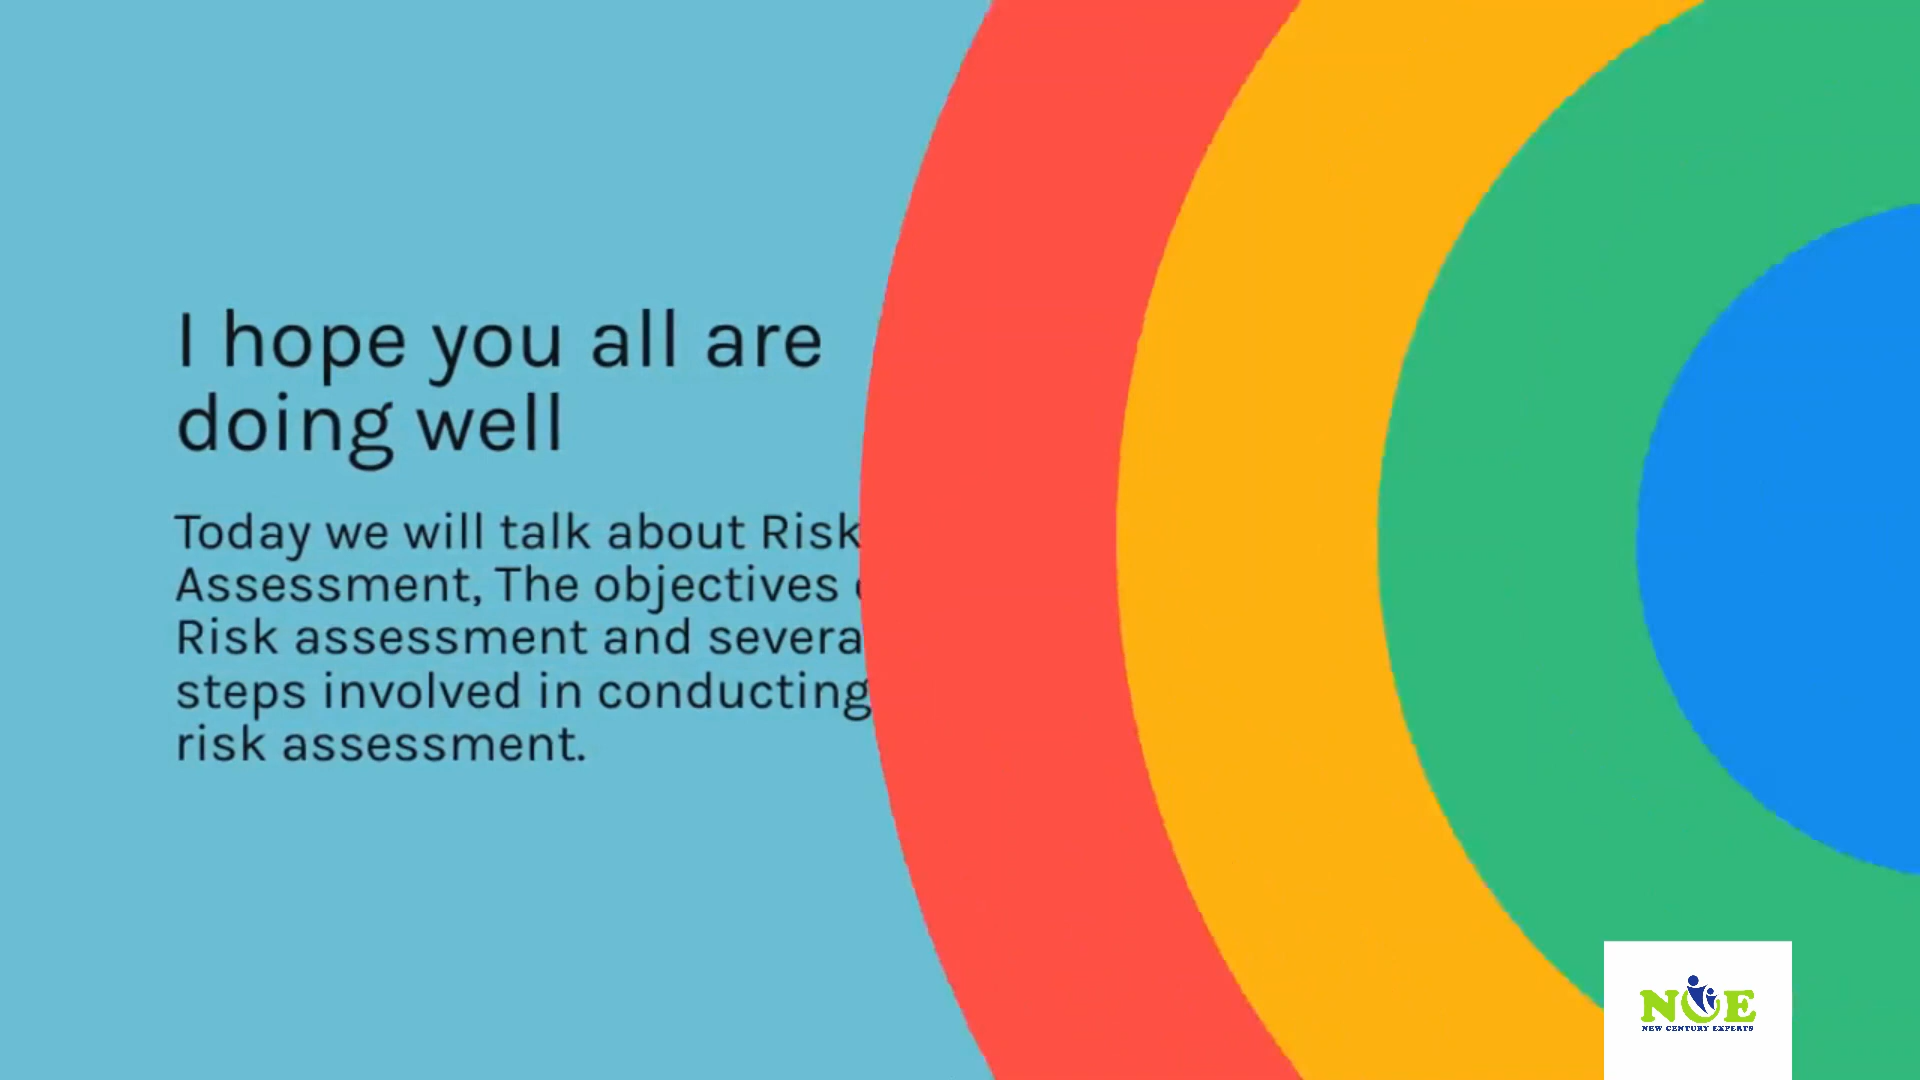 I hope you all are
doing well
Today we will talk about Risk
Assessment, The objectives
Risk assessment and severa
steps involved in conducting
risk assessment.
NCE
NEW CENTURY EXPERTS